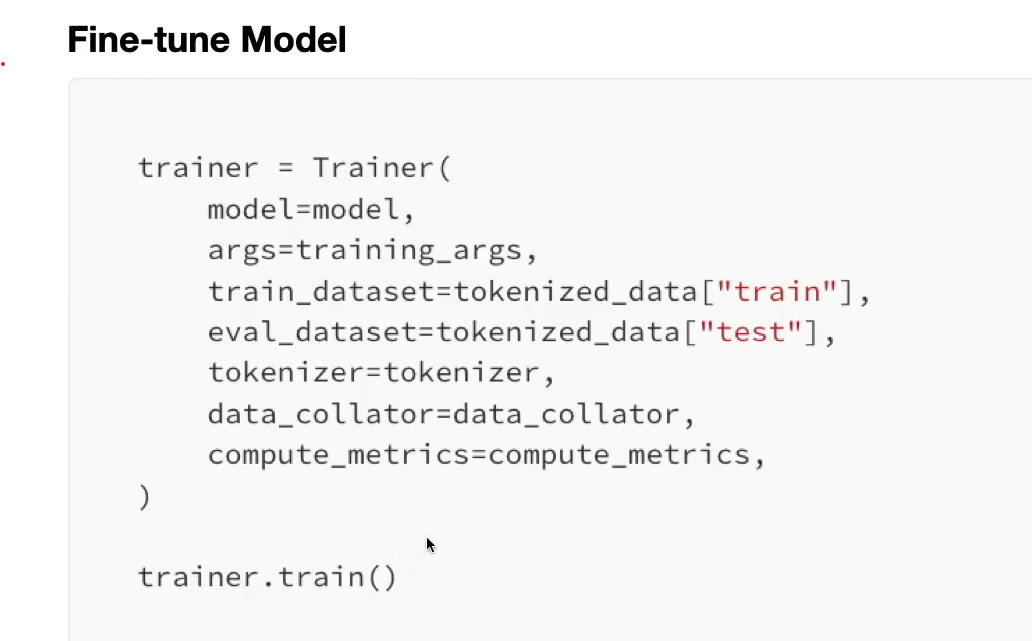 Fine-tune Model
trainer = Trainer(
    model=model,
    args=training_args,
    train_dataset=tokenized_data["train"],
    eval_dataset=tokenized_data["test"],
    tokenizer=tokenizer,
    data_collator=data_collator,
    compute_metrics=compute_metrics,
)
trainer.train()